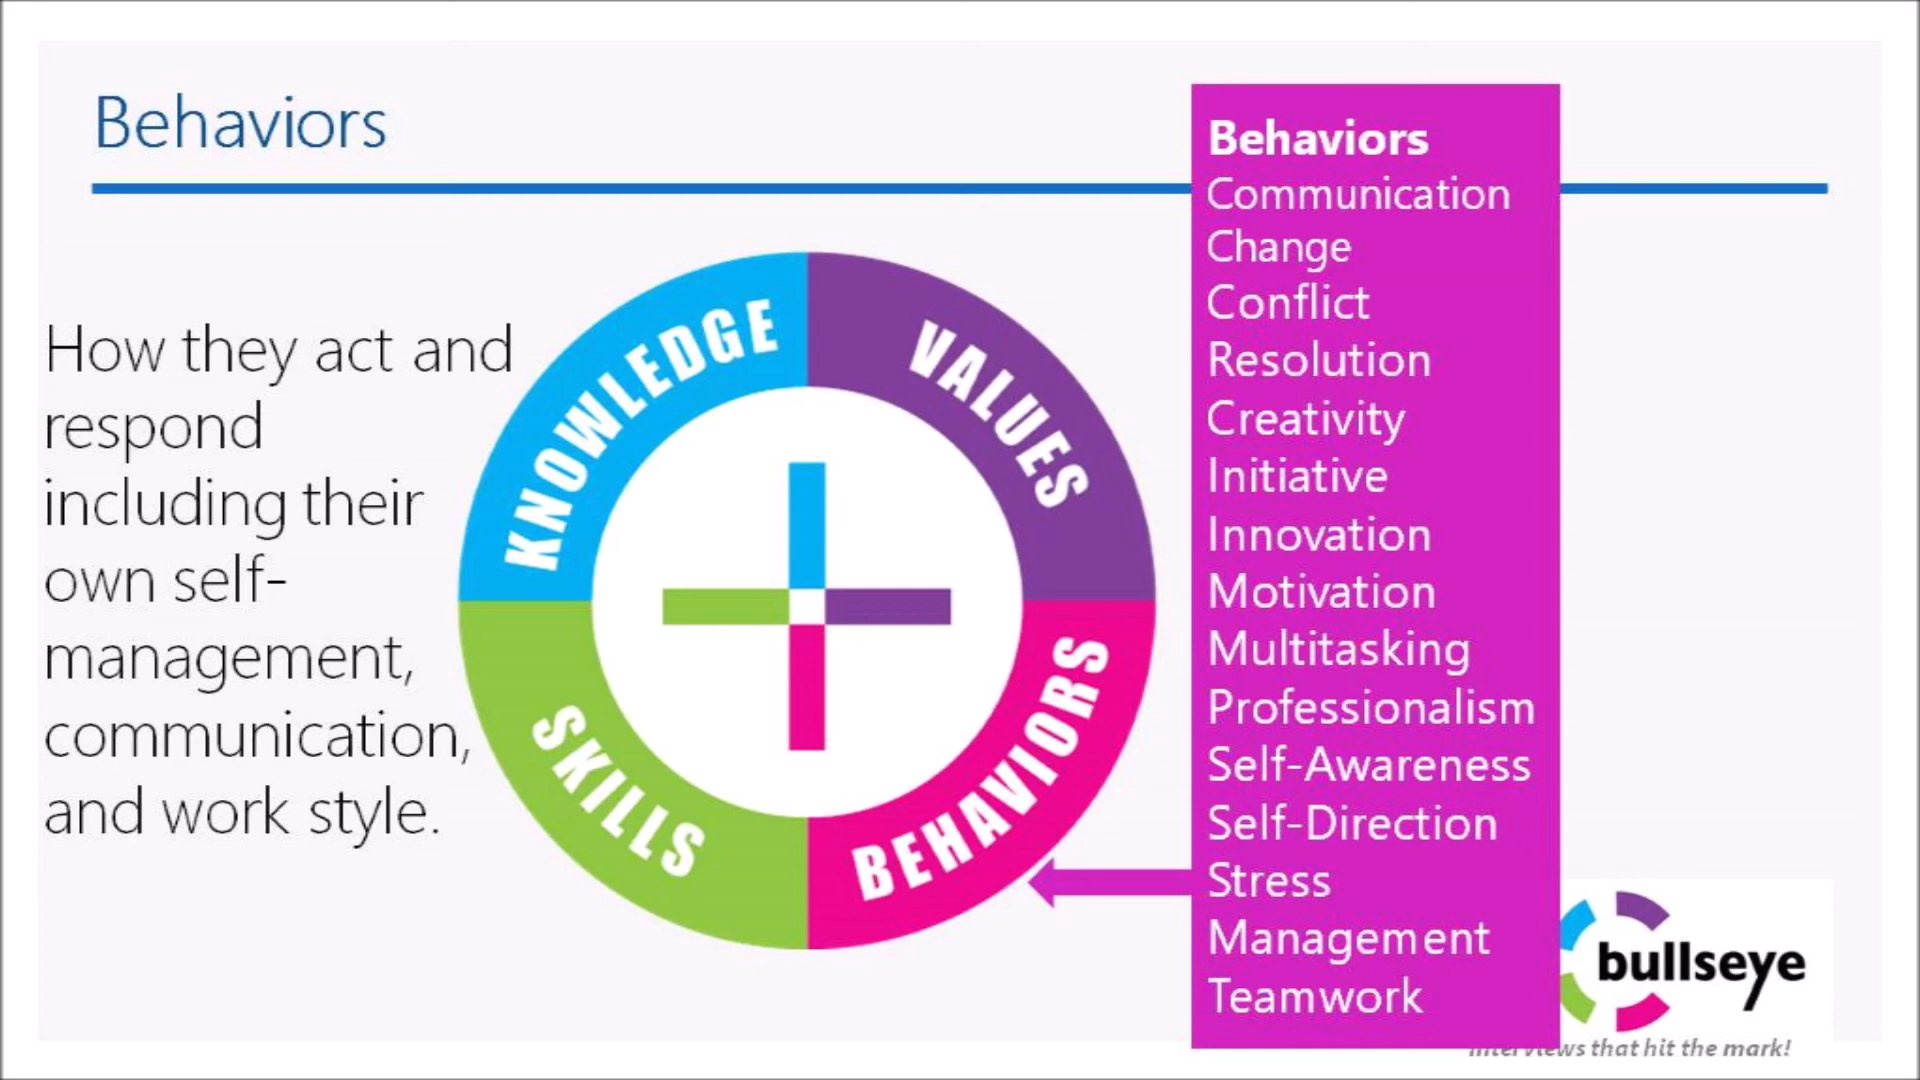 Behaviors
How they act and
respond
including their
own self-
management,
communication,
and work style.
KNOWLEDGE
VALUES
SKILLS
BEHAVIORS
Behaviors
Communication
Change
Conflict
Resolution
Creativity
Initiative
Innovation
Motivation
Multitasking
Professionalism
Self-Awareness
Self-Direction
Stress
Management
Teamwork
bullseye
Interviews that hit the mark!